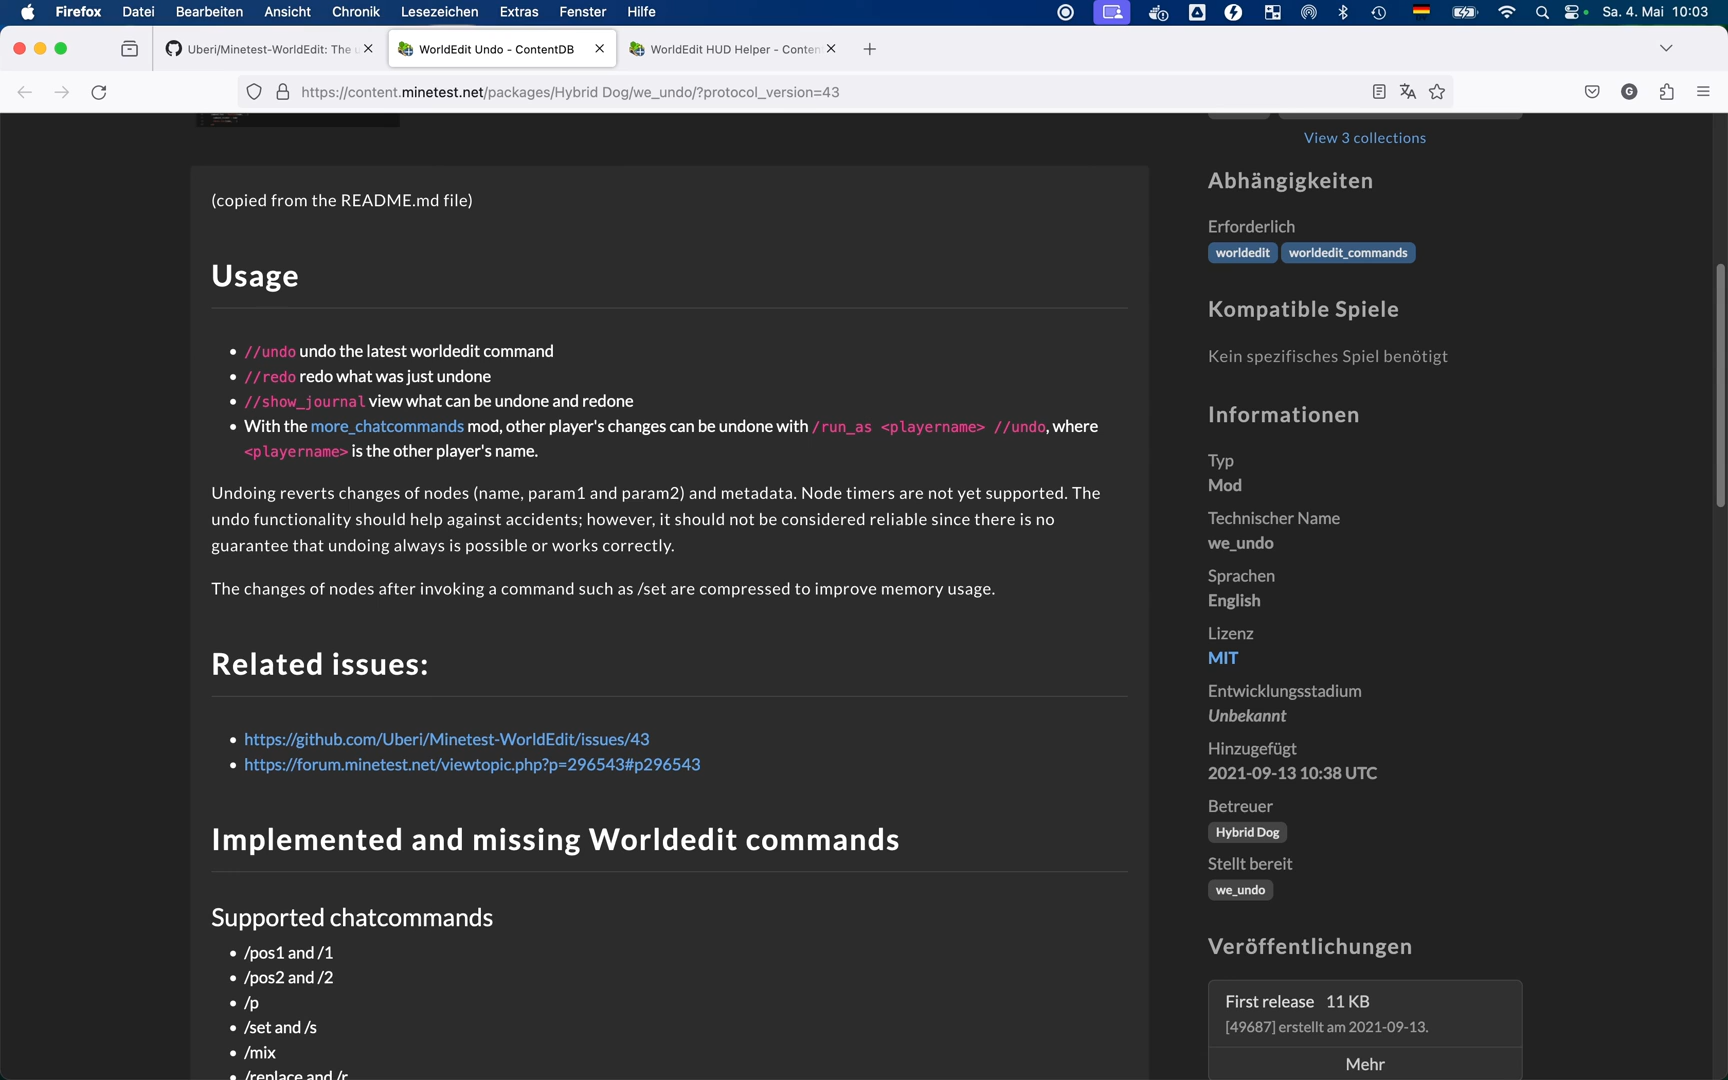 Firefox Datei Bearbeiten Ansicht Chronik Lesezeichen Extras Fenster Hilfe Sa. 4. Mai 10:03
Uberi/Minetest-WorldEdit: The WorldEdit Undo - ContentDB WorldEdit HUD Helper - Conten
https://content.minetest.net/packages/Hybrid Dog/we_undo/?protocol_version=43
(copied from the README.md file)
Usage
• //undo undo the latest worldedit command
• //redo redo what was just undone
• //show_journal view what can be undone and redone
• With the more_chatcommands mod, other player's changes can be undone with /run_as <playername> //undo, where
<playername> is the other player's name.
Undoing reverts changes of nodes (name, param1 and param2) and metadata. Node timers are not yet supported. The
undo functionality should help against accidents; however, it should not be considered reliable since there is no
guarantee that undoing always is possible or works correctly.
The changes of nodes after invoking a command such as /set are compressed to improve memory usage.
Related issues:
• https://github.com/Uberi/Minetest-WorldEdit/issues/43
• https://forum.minetest.net/viewtopic.php?p=296543#p296543
Implemented and missing Worldedit commands
Supported chatcommands
• /pos1 and /1
• /pos2 and /2
• /p
• /set and /s
• /mix
• /replace and /r
View 3 collections
Abhängigkeiten
Erforderlich
worldedit worldedit_commands
Kompatible Spiele
Kein spezifisches Spiel benötigt
Informationen
Typ
Mod
Technischer Name
we_undo
Sprachen
English
Lizenz
MIT
Entwicklungsstadium
Unbekannt
Hinzugefügt
2021-09-13 10:38 UTC
Betreuer
Hybrid Dog
Stellt bereit
we_undo
Veröffentlichungen
First release 11 KB
[49687] erstellt am 2021-09-13.
Mehr